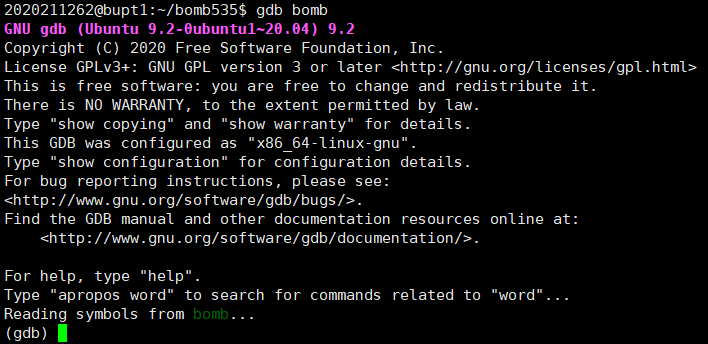 2020211262@bupt1:~/bomb535$ gdb bomb
GNU gdb (Ubuntu 9.2-0ubuntu1~20.04) 9.2
Copyright (C) 2020 Free Software Foundation, Inc.
License GPLv3+: GNU GPL version 3 or later <http://gnu.org/licenses/gpl.html>
This is free software: you are free to change and redistribute it.
There is NO WARRANTY, to the extent permitted by law.
Type "show copying" and "show warranty" for details.
This GDB was configured as "x86_64-linux-gnu".
Type "show configuration" for configuration details.
For bug reporting instructions, please see:
<http://www.gnu.org/software/gdb/bugs/>.
Find the GDB manual and other documentation resources online at:
    <http://www.gnu.org/software/gdb/documentation/>.

For help, type "help".
Type "apropos word" to search for commands related to "word"...
Reading symbols from bomb...
(gdb)